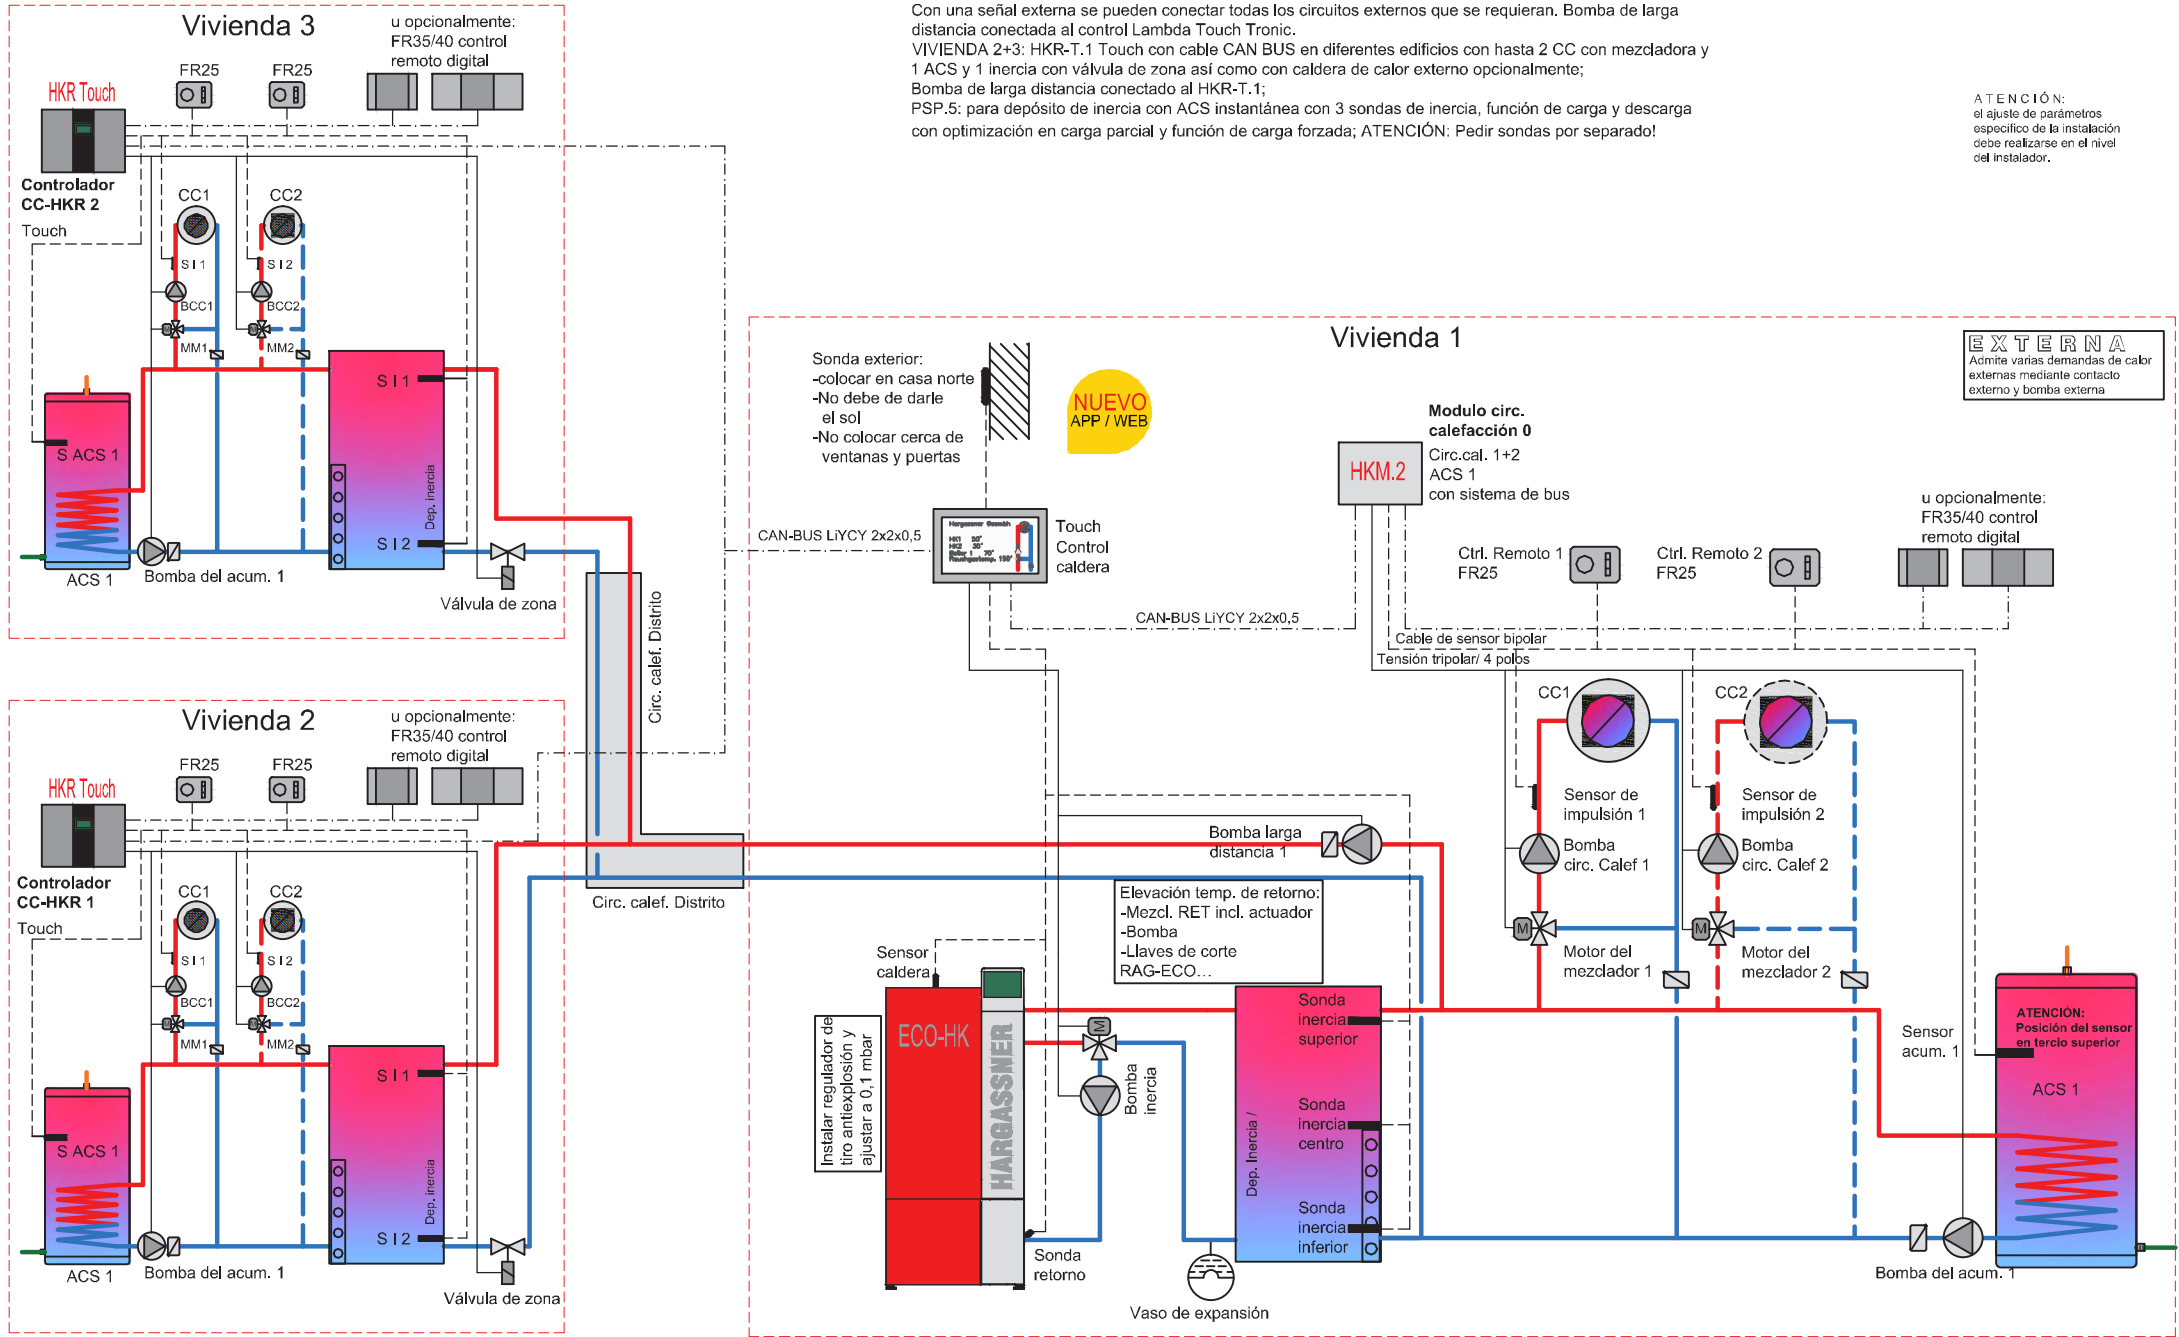 Con una señal externa se pueden conectar todas los circuitos externos que se requieran. Bomba de larga
distancia conectada al control Lambda Touch Tronic.
VIVIENDA 2+3: HKR-T.1 Touch con cable CAN BUS en diferentes edificios con hasta 2 CC con mezcladora y
1 ACS y 1 inercia con válvula de zona así como con caldera de calor externo opcionalmente;
Bomba de larga distancia conectado al HKR-T.1;
PSP.5: para depósito de inercia con ACS instantánea con 3 sondas de inercia, función de carga y descarga
con optimización en carga parcial y función de carga forzada; ATENCIÓN: Pedir sondas por separado!
ATENCIÓN:
el ajuste de parámetros
especifico de la instalación
debe realizarse en el nivel
del instalador.
Vivienda 3
u opcionalmente:
FR35/40 control
remoto digital
FR25
FR25
HKR Touch
Controlador
CC-HKR 2
Touch
CC1
CC2
S I 1
S I 2
BCC1
BCC2
M
M
MM1
MM2
S I 1
S ACS 1
Dep. inercia
S I 2
ACS 1
Bomba del acum. 1
Válvula de zona
Circ. calef. Distrito
Vivienda 2
u opcionalmente:
FR35/40 control
remoto digital
FR25
FR25
HKR Touch
Controlador
CC-HKR 1
Touch
CC1
CC2
S I 1
S I 2
BCC1
BCC2
M
M
MM1
MM2
S I 1
S ACS 1
Dep. inercia
S I 2
ACS 1
Bomba del acum. 1
Válvula de zona
Circ. calef. Distrito
Vivienda 1
EXTERNA
Admite varias demandas de calor
externas mediante contacto
externo y bomba externa
Sonda exterior:
-colocar en casa norte
-No debe de darle
el sol
-No colocar cerca de
ventanas y puertas
NUEVO
APP / WEB
Modulo circ.
calefacción 0
HKM.2
Circ.cal. 1+2
ACS 1
con sistema de bus
CAN-BUS LiYCY 2x2x0,5
Hargassner GesmbH
HK1 50°
HK2 30°
Boiler 1 70°
Rauchgastemp. 150°
Touch
Control
caldera
CAN-BUS LiYCY 2x2x0,5
Ctrl. Remoto 1
FR25
Ctrl. Remoto 2
FR25
u opcionalmente:
FR35/40 control
remoto digital
Cable de sensor bipolar
Tensión tripolar/ 4 polos
CC1
CC2
Sensor de
impulsión 1
Sensor de
impulsión 2
Bomba
circ. Calef 1
Bomba
circ. Calef 2
M
M
Motor del
mezclador 1
Motor del
mezclador 2
Bomba larga
distancia 1
Elevación temp. de retorno:
-Mezcl. RET incl. actuador
-Bomba
-Llaves de corte
RAG-ECO...
Sensor
caldera
Instalar regulador de
tiro antiexplosión y
ajustar a 0,1 mbar
ECO-HK
HARGASSNER
M
Bomba
inercia
Sonda
retorno
Vaso de expansión
Dep. Inercia /
Sonda
inercia
superior
Sonda
inercia
centro
Sonda
inercia
inferior
Sensor
acum. 1
ATENCIÓN:
Posición del sensor
en tercio superior
ACS 1
Bomba del acum. 1